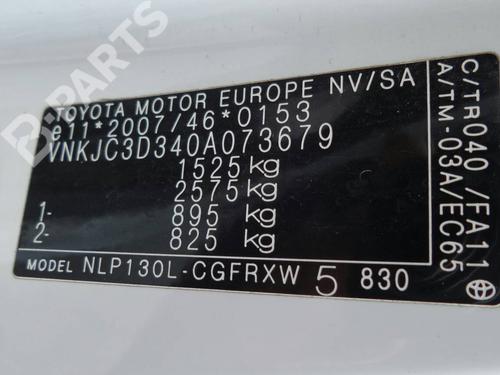 B-PARTS
TOYOTA MOTOR EUROPE NV/SA
e11*2007/46*0153
VNKJC3D340A073679
1525 kg
2575 kg
1- 895 kg
2- 825 kg
MODEL NLP130L-CGFRXW 5 830
C/TR040 /FA11
A/TM-03A/EC65